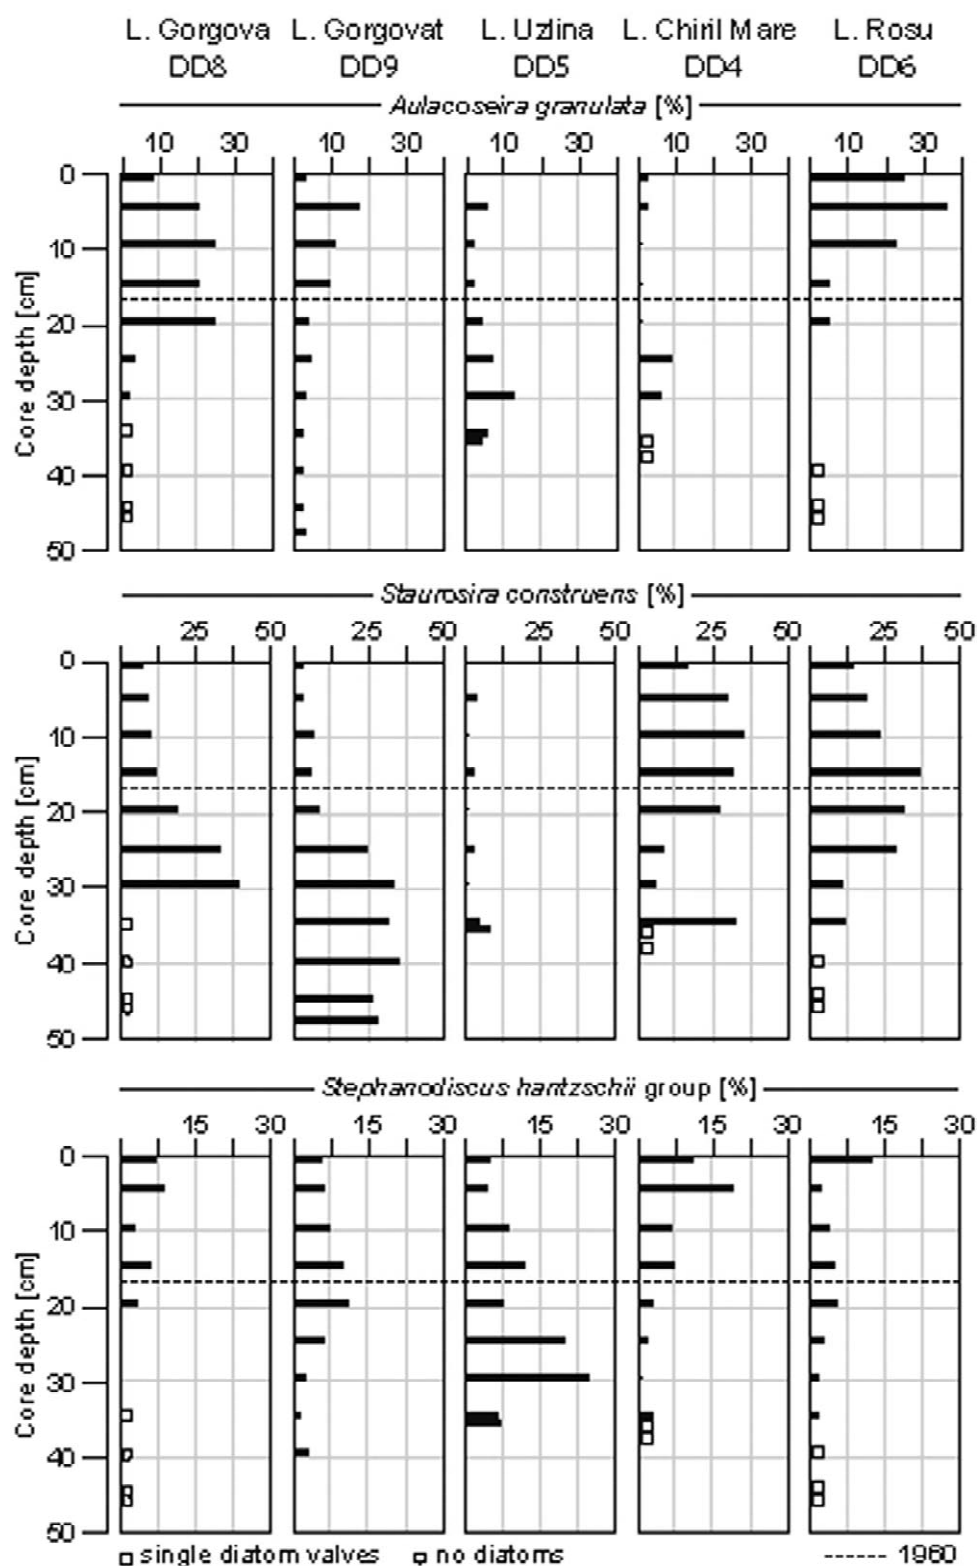 L. Gorgova L. Gorgovat L. Uzlina L. Chiril Mare L. Rosu
DD8 DD9 DD5 DD4 DD6
Aulacoseira granulata [%]
10 30 10 30 10 30 10 30 10 30
0
10
20
30
40
50
Core depth [cm]
Staurosira construens [%]
25 50 25 50 25 50 25 50 25 50
0
10
20
30
40
50
Core depth [cm]
Stephanodiscus hantzschii group [%]
15 30 15 30 15 30 15 30 15 30
0
10
20
30
40
50
Core depth [cm]
single diatom valves no diatoms 1960